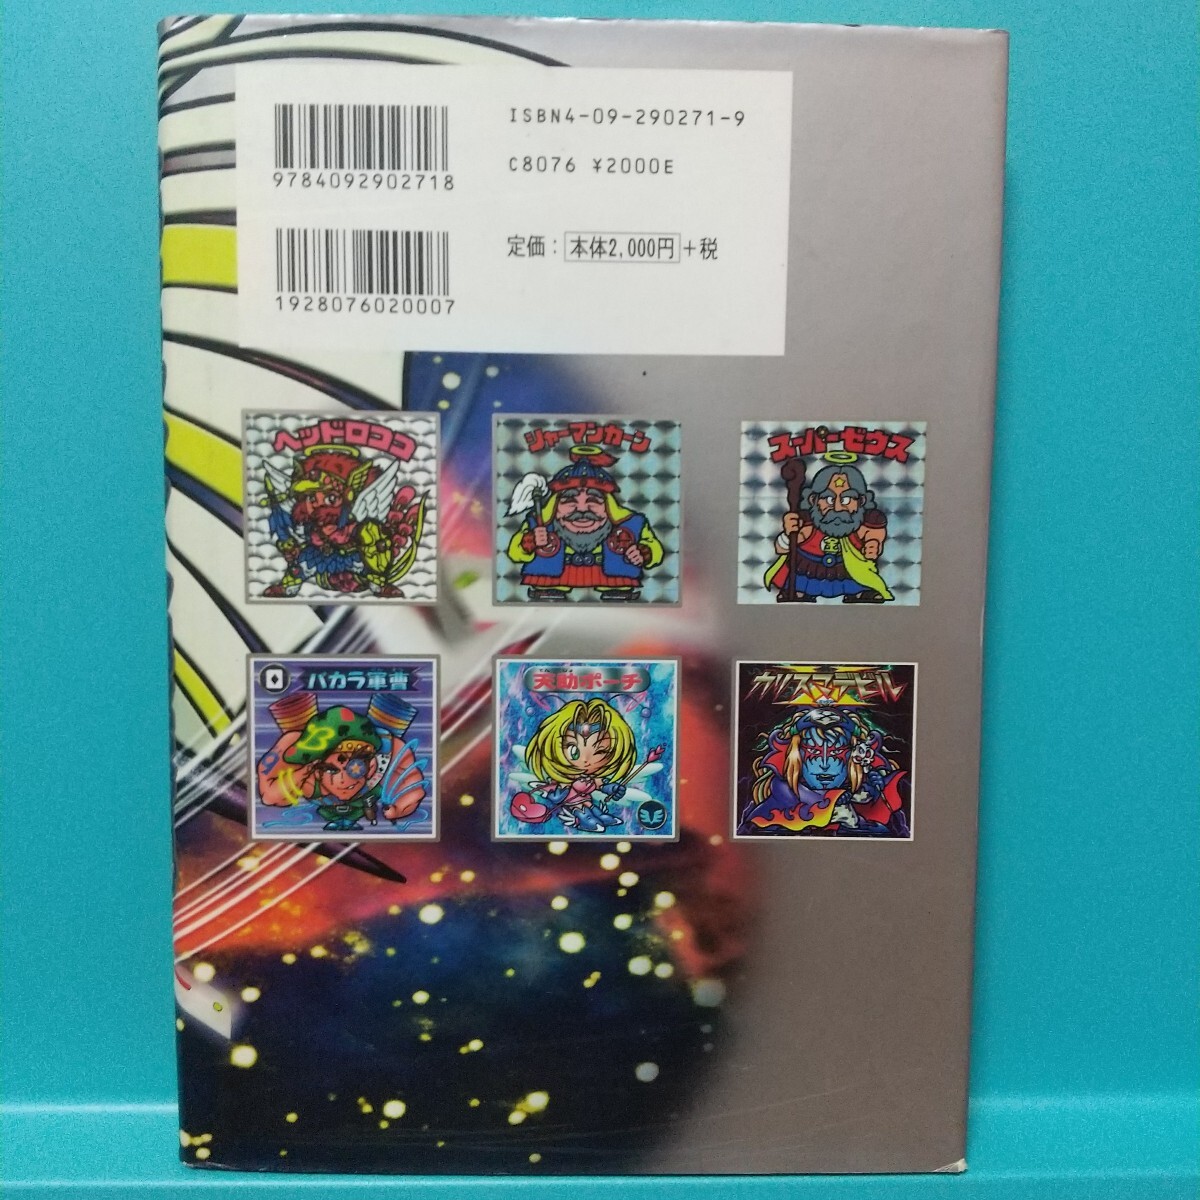 ISBN4-09-290271-9
9784092902718
C8076 ¥2000E
定価：本体2,000円+税
1928076020007
ヘッドロココ
シャーマンカーン
スーパーゼウス
バカラ軍曹
天助ポーチ
カリスマデビル
B